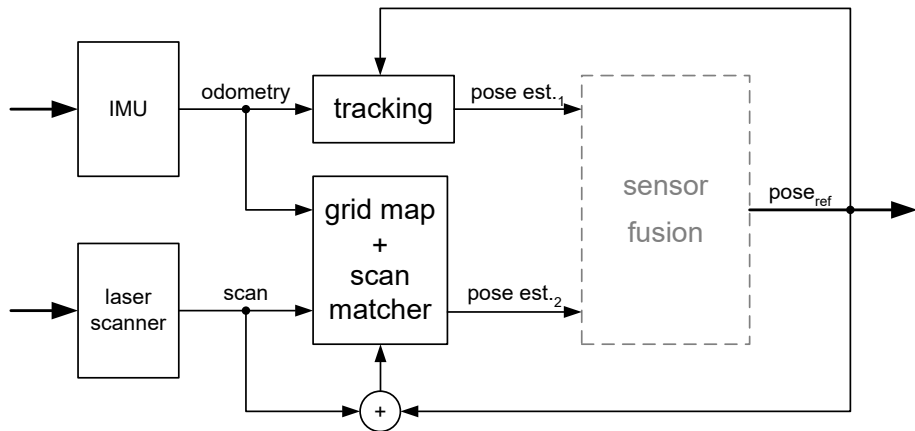 IMU
odometry
tracking
pose est.₁
grid map
+
scan
matcher
laser
scanner
scan
pose est.₂
sensor
fusion
pose_ref
+